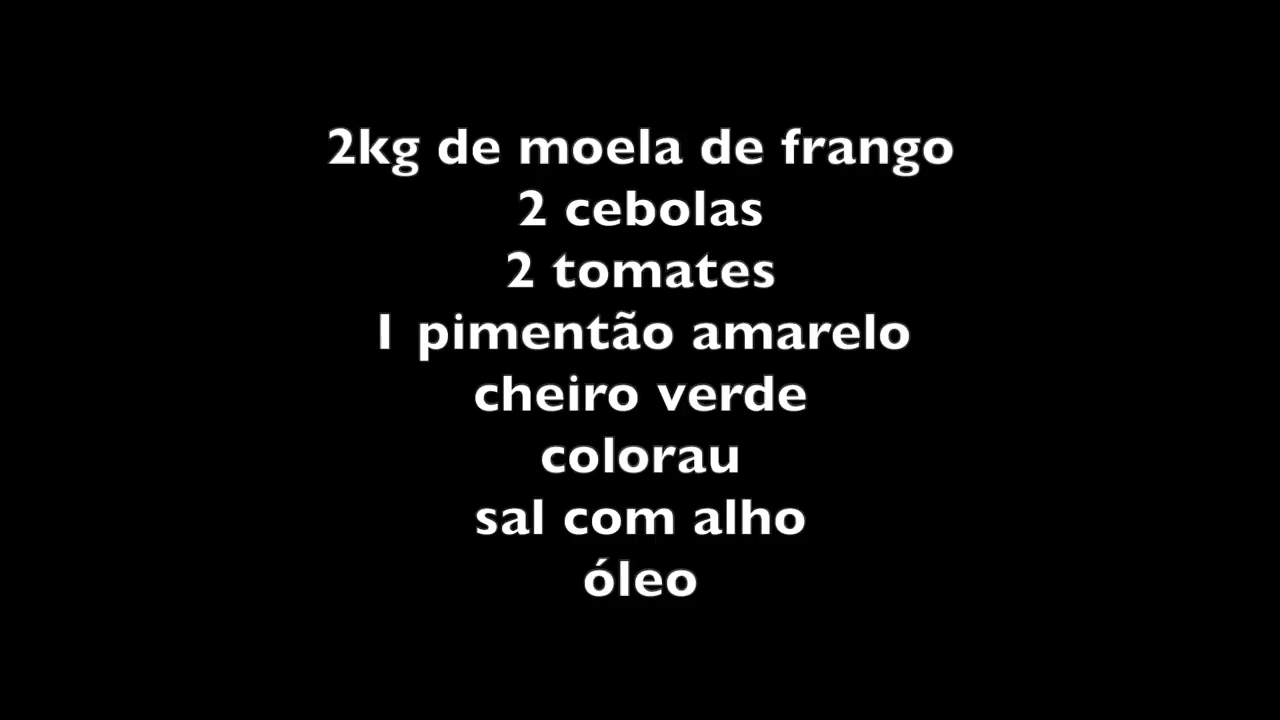 2kg de moela de frango
2 cebolas
2 tomates
1 pimentão amarelo
cheiro verde
colorau
sal com alho
óleo